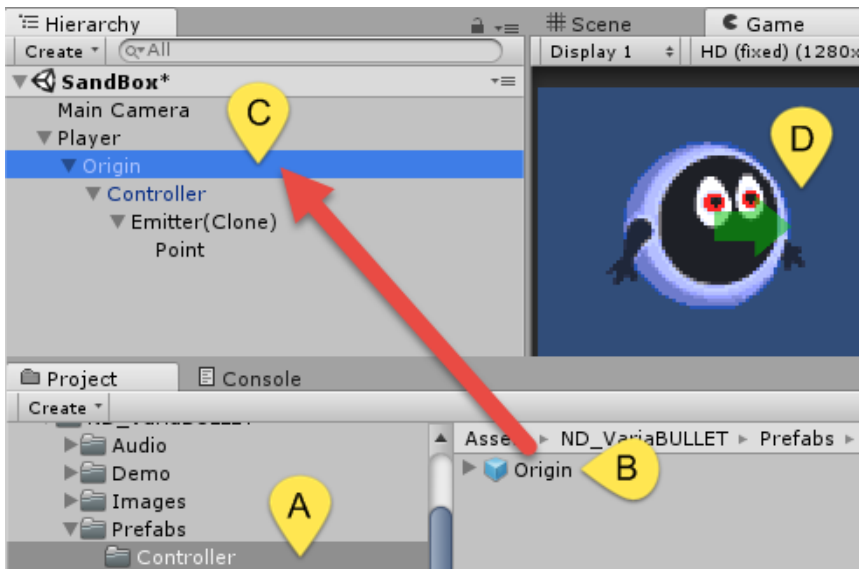 Hierarchy
Create
All
SandBox*
Main Camera
Player
Origin
Controller
Emitter(Clone)
Point
C
Scene
Game
Display 1
HD (fixed) (1280x
D
Project
Console
Create
Audio
Demo
Images
Prefabs
Controller
A
ND_VariaBULLET
Prefabs
Origin
B